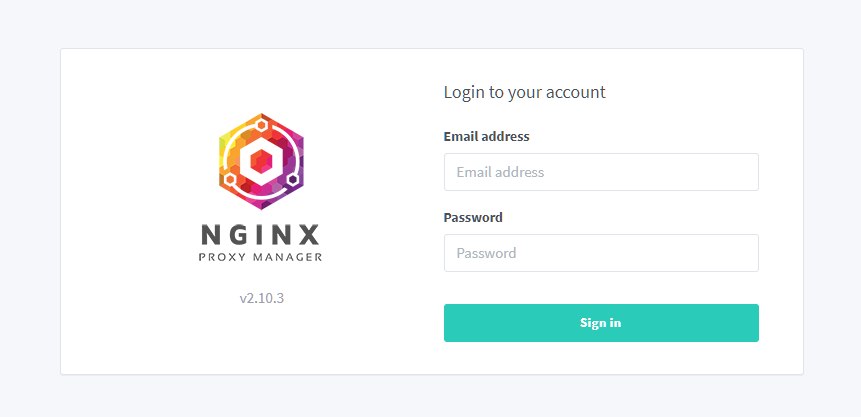 NGINX
PROXY MANAGER
v2.10.3
Login to your account
Email address
Email address
Password
Password
Sign in